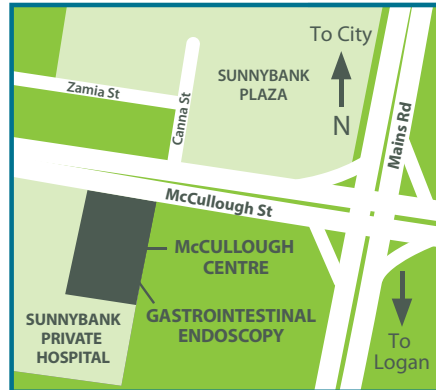 To City
SUNNYBANK
PLAZA
Zamia St
Canna St
N
Mains Rd
McCullough St
McCULLOUGH
CENTRE
GASTROINTESTINAL
ENDOSCOPY
SUNNYBANK
PRIVATE
HOSPITAL
To
Logan